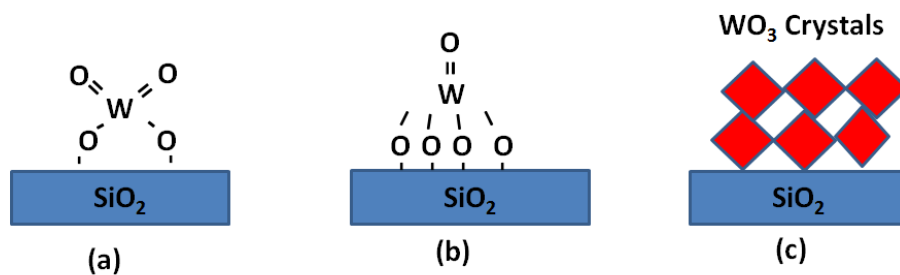 WO₃ Crystals
O
O O
W
W
O O
O O O O
SiO₂
SiO₂
SiO₂
(a)
(b)
(c)